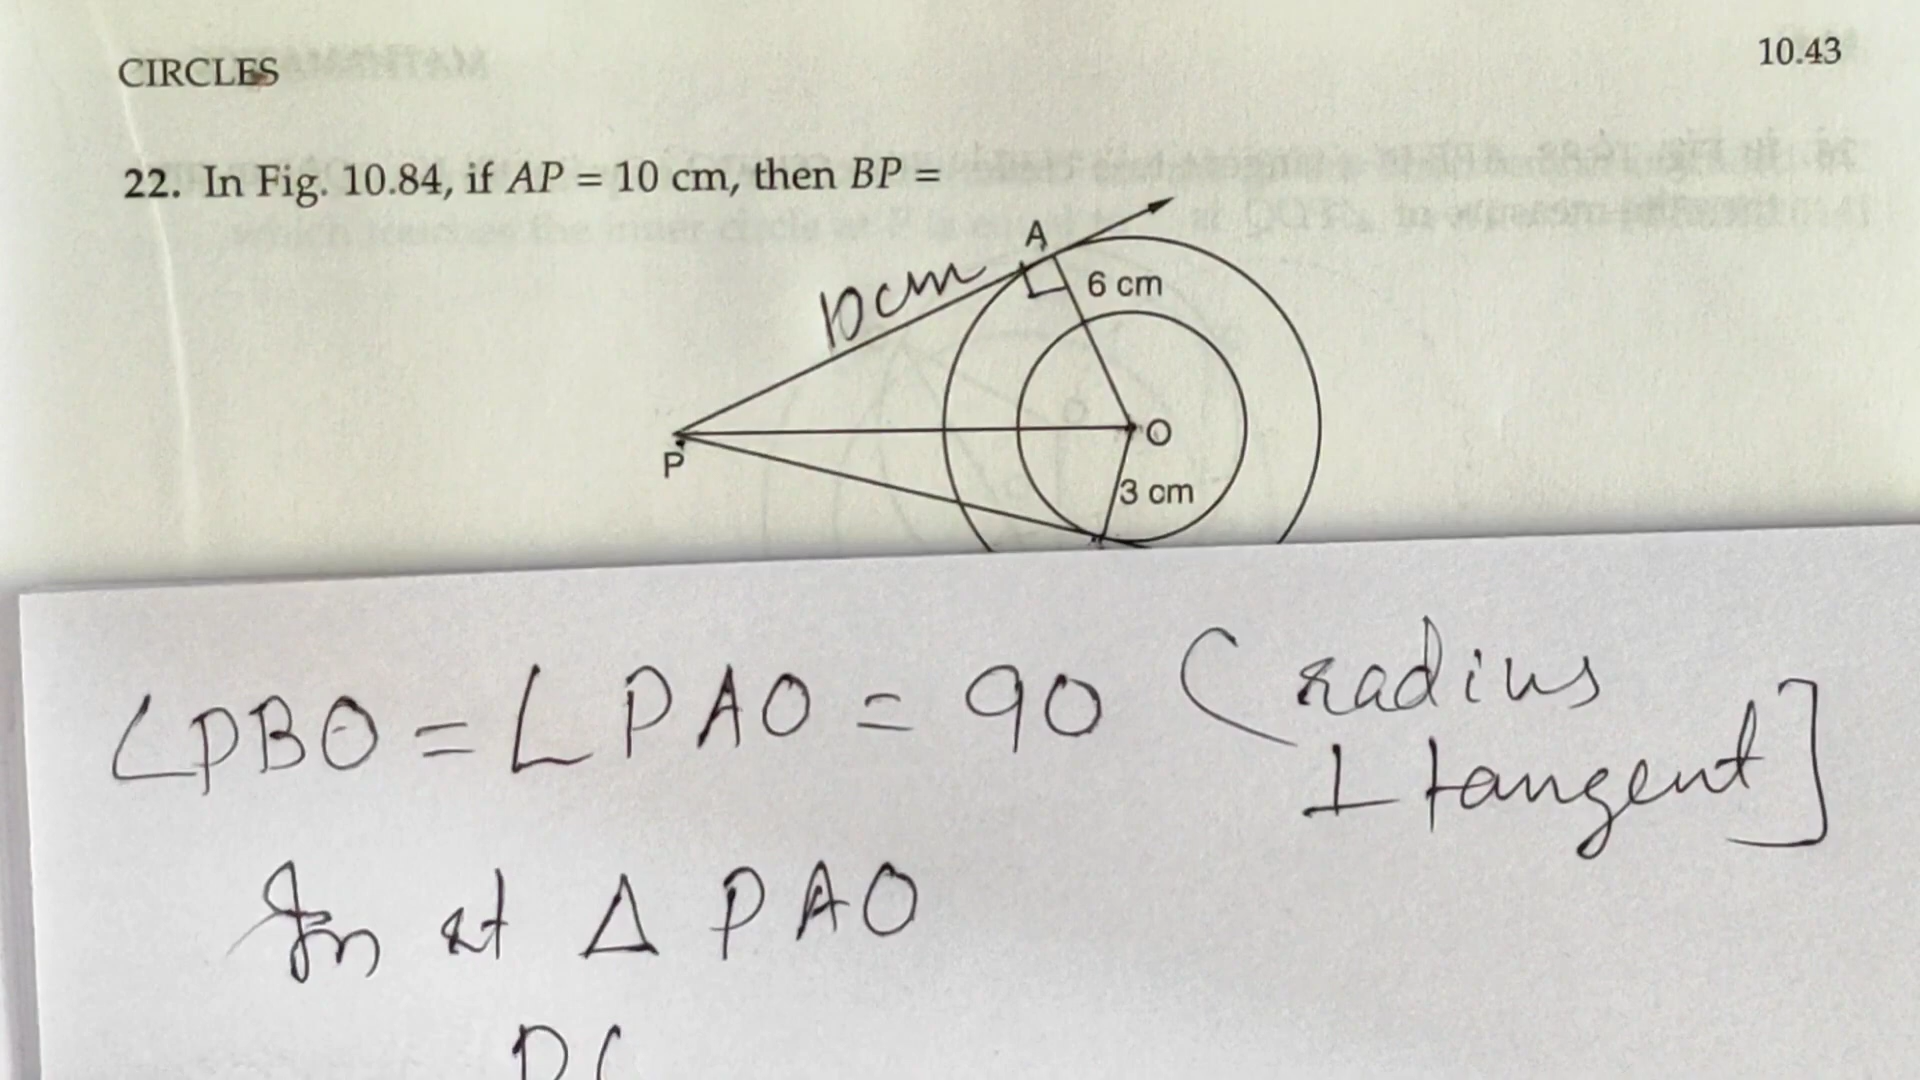 CIRCLES
10.43
22. In Fig. 10.84, if AP = 10 cm, then BP =
A
10cm
6 cm
O
P
3 cm
∠PBO = ∠PAO = 90 (radius
⊥ tangent]
In rt Δ PAO